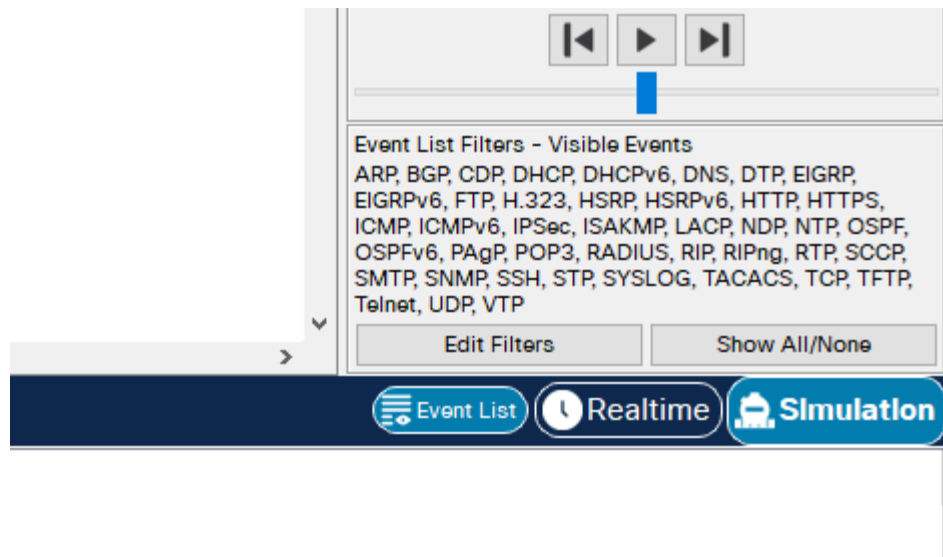 Event List Filters - Visible Events
ARP, BGP, CDP, DHCP, DHCPv6, DNS, DTP, EIGRP,
EIGRPv6, FTP, H.323, HSRP, HSRPv6, HTTP, HTTPS,
ICMP, ICMPv6, IPSec, ISAKMP, LACP, NDP, NTP, OSPF,
OSPFv6, PAgP, POP3, RADIUS, RIP, RIPng, RTP, SCCP,
SMTP, SNMP, SSH, STP, SYSLOG, TACACS, TCP, TFTP,
Telnet, UDP, VTP
Edit Filters
Show All/None
Event List
Realtime
Simulation